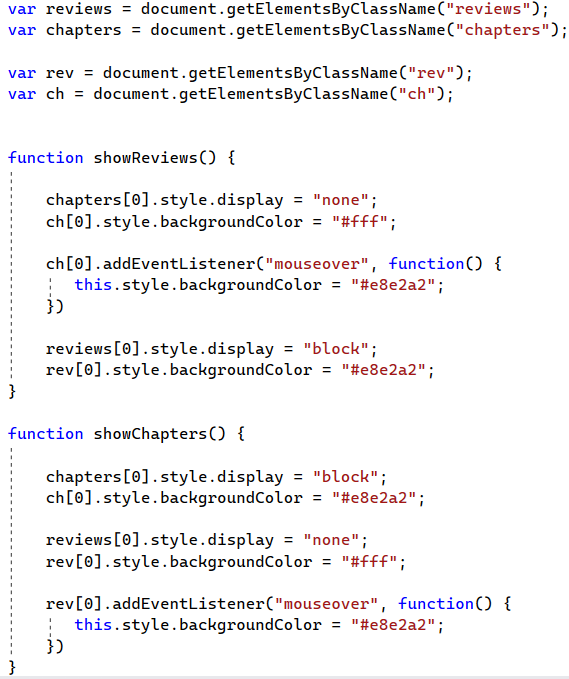 var reviews = document.getElementsByClassName("reviews");
var chapters = document.getElementsByClassName("chapters");
var rev = document.getElementsByClassName("rev");
var ch = document.getElementsByClassName("ch");
function showReviews() {
chapters[0].style.display = "none";
ch[0].style.backgroundColor = "#fff";
ch[0].addEventListener("mouseover", function() {
this.style.backgroundColor = "#e8e2a2";
})
reviews[0].style.display = "block";
rev[0].style.backgroundColor = "#e8e2a2";
}
function showChapters() {
chapters[0].style.display = "block";
ch[0].style.backgroundColor = "#e8e2a2";
reviews[0].style.display = "none";
rev[0].style.backgroundColor = "#fff";
rev[0].addEventListener("mouseover", function() {
this.style.backgroundColor = "#e8e2a2";
})
}